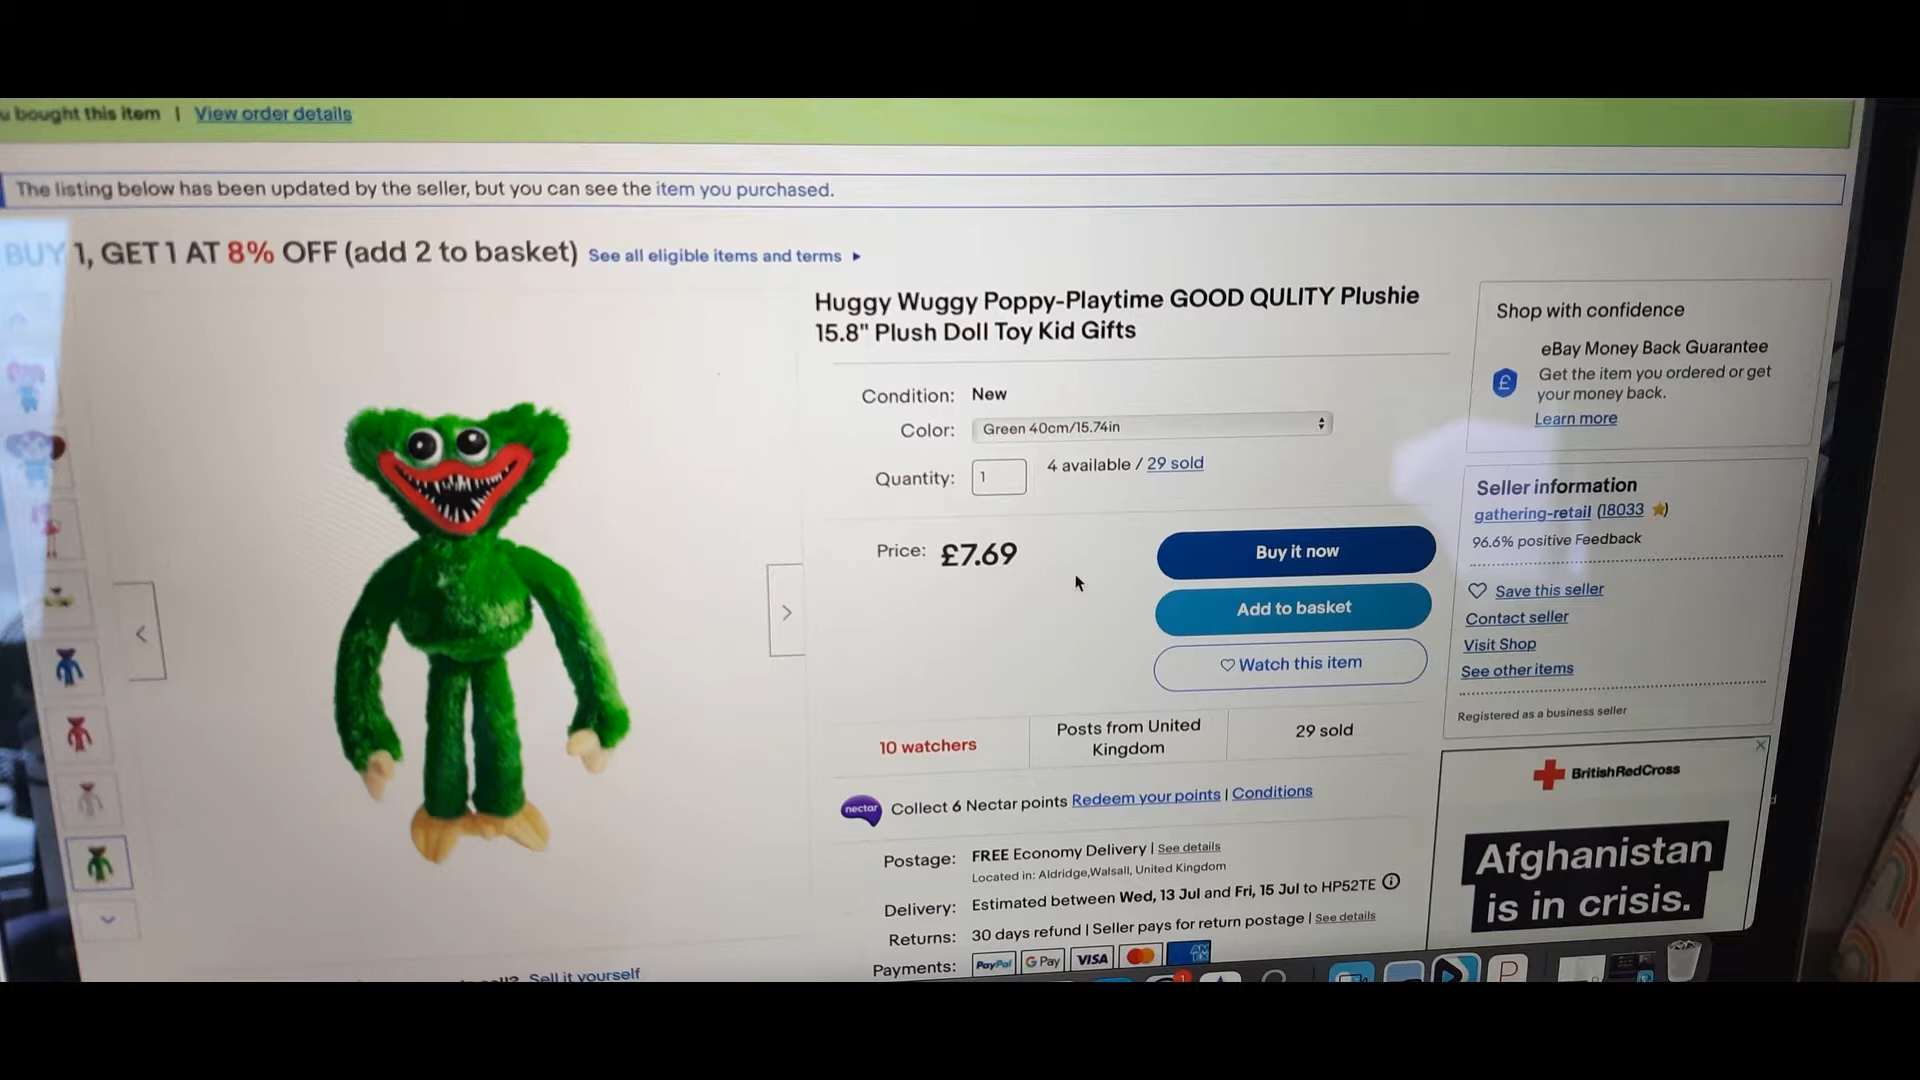 bought this item | View order details
The listing below has been updated by the seller, but you can see the item you purchased.
BUY 1, GET 1 AT 8% OFF (add 2 to basket) See all eligible items and terms
Huggy Wuggy Poppy-Playtime GOOD QULITY Plushie
15.8" Plush Doll Toy Kid Gifts
Condition: New
Color: Green 40cm/15.74in
Quantity: 1 4 available / 29 sold
Price: £7.69
Buy it now
Add to basket
Watch this item
10 watchers
Posts from United
Kingdom
29 sold
nectar Collect 6 Nectar points Redeem your points | Conditions
Postage: FREE Economy Delivery | See details
Located in: Aldridge,Walsall, United Kingdom
Delivery: Estimated between Wed, 13 Jul and Fri, 15 Jul to HP52TE
Returns: 30 days refund | Seller pays for return postage | See details
Payments: PayPal G Pay VISA
Sell it yourself
Shop with confidence
eBay Money Back Guarantee
Get the item you ordered or get
your money back.
Learn more
Seller information
gathering-retail (18033)
96.6% positive Feedback
Save this seller
Contact seller
Visit Shop
See other items
Registered as a business seller
BritishRedCross
Afghanistan
is in crisis.